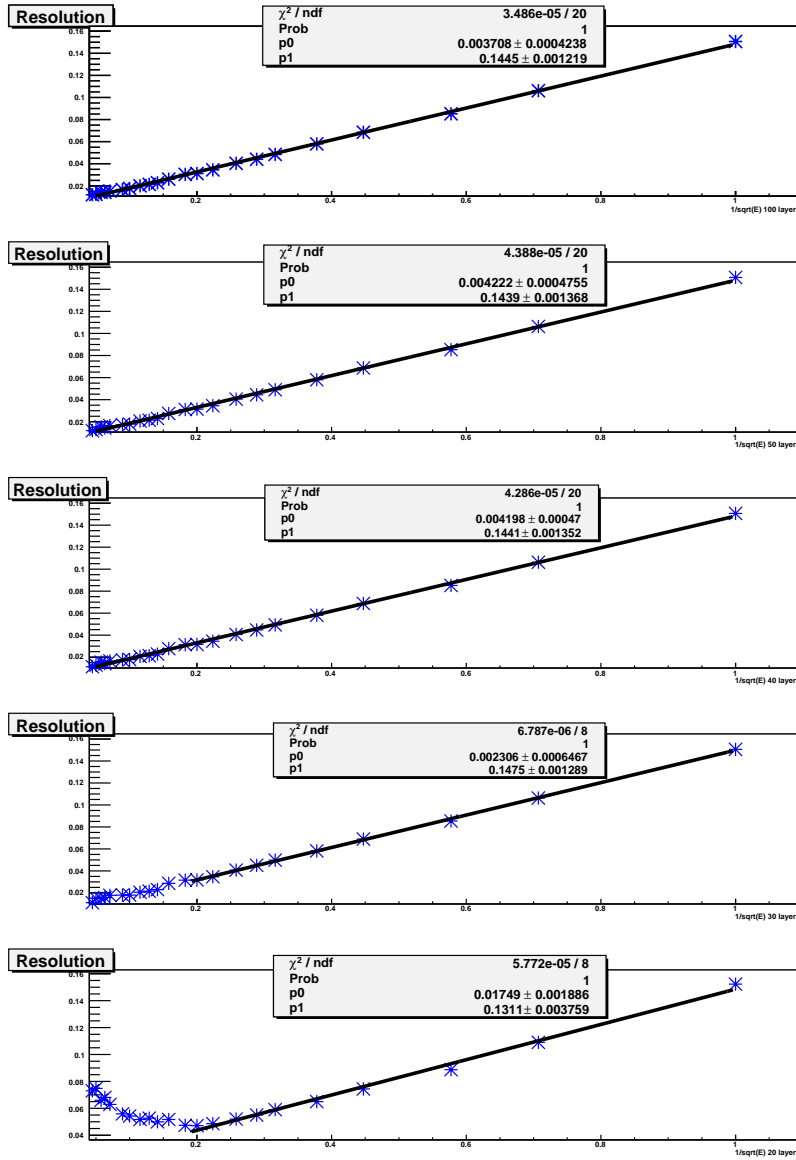 Resolution
χ² / ndf 3.486e-05 / 20
Prob 1
p0 0.003708 ± 0.0004238
p1 0.1445 ± 0.001219
0.16
0.14
0.12
0.1
0.08
0.06
0.04
0.02
0.2 0.4 0.6 0.8 1
1/sqrt(E) 100 layer
Resolution
χ² / ndf 4.388e-05 / 20
Prob 1
p0 0.004222 ± 0.0004755
p1 0.1439 ± 0.001368
0.16
0.14
0.12
0.1
0.08
0.06
0.04
0.02
0.2 0.4 0.6 0.8 1
1/sqrt(E) 50 layer
Resolution
χ² / ndf 4.286e-05 / 20
Prob 1
p0 0.004198 ± 0.00047
p1 0.1441 ± 0.001352
0.16
0.14
0.12
0.1
0.08
0.06
0.04
0.02
0.2 0.4 0.6 0.8 1
1/sqrt(E) 40 layer
Resolution
χ² / ndf 6.787e-06 / 8
Prob 1
p0 0.002306 ± 0.0006467
p1 0.1475 ± 0.001289
0.16
0.14
0.12
0.1
0.08
0.06
0.04
0.02
0.2 0.4 0.6 0.8 1
1/sqrt(E) 30 layer
Resolution
χ² / ndf 5.772e-05 / 8
Prob 1
p0 0.01749 ± 0.001886
p1 0.1311 ± 0.003759
0.16
0.14
0.12
0.1
0.08
0.06
0.04
0.2 0.4 0.6 0.8 1
1/sqrt(E) 20 layer